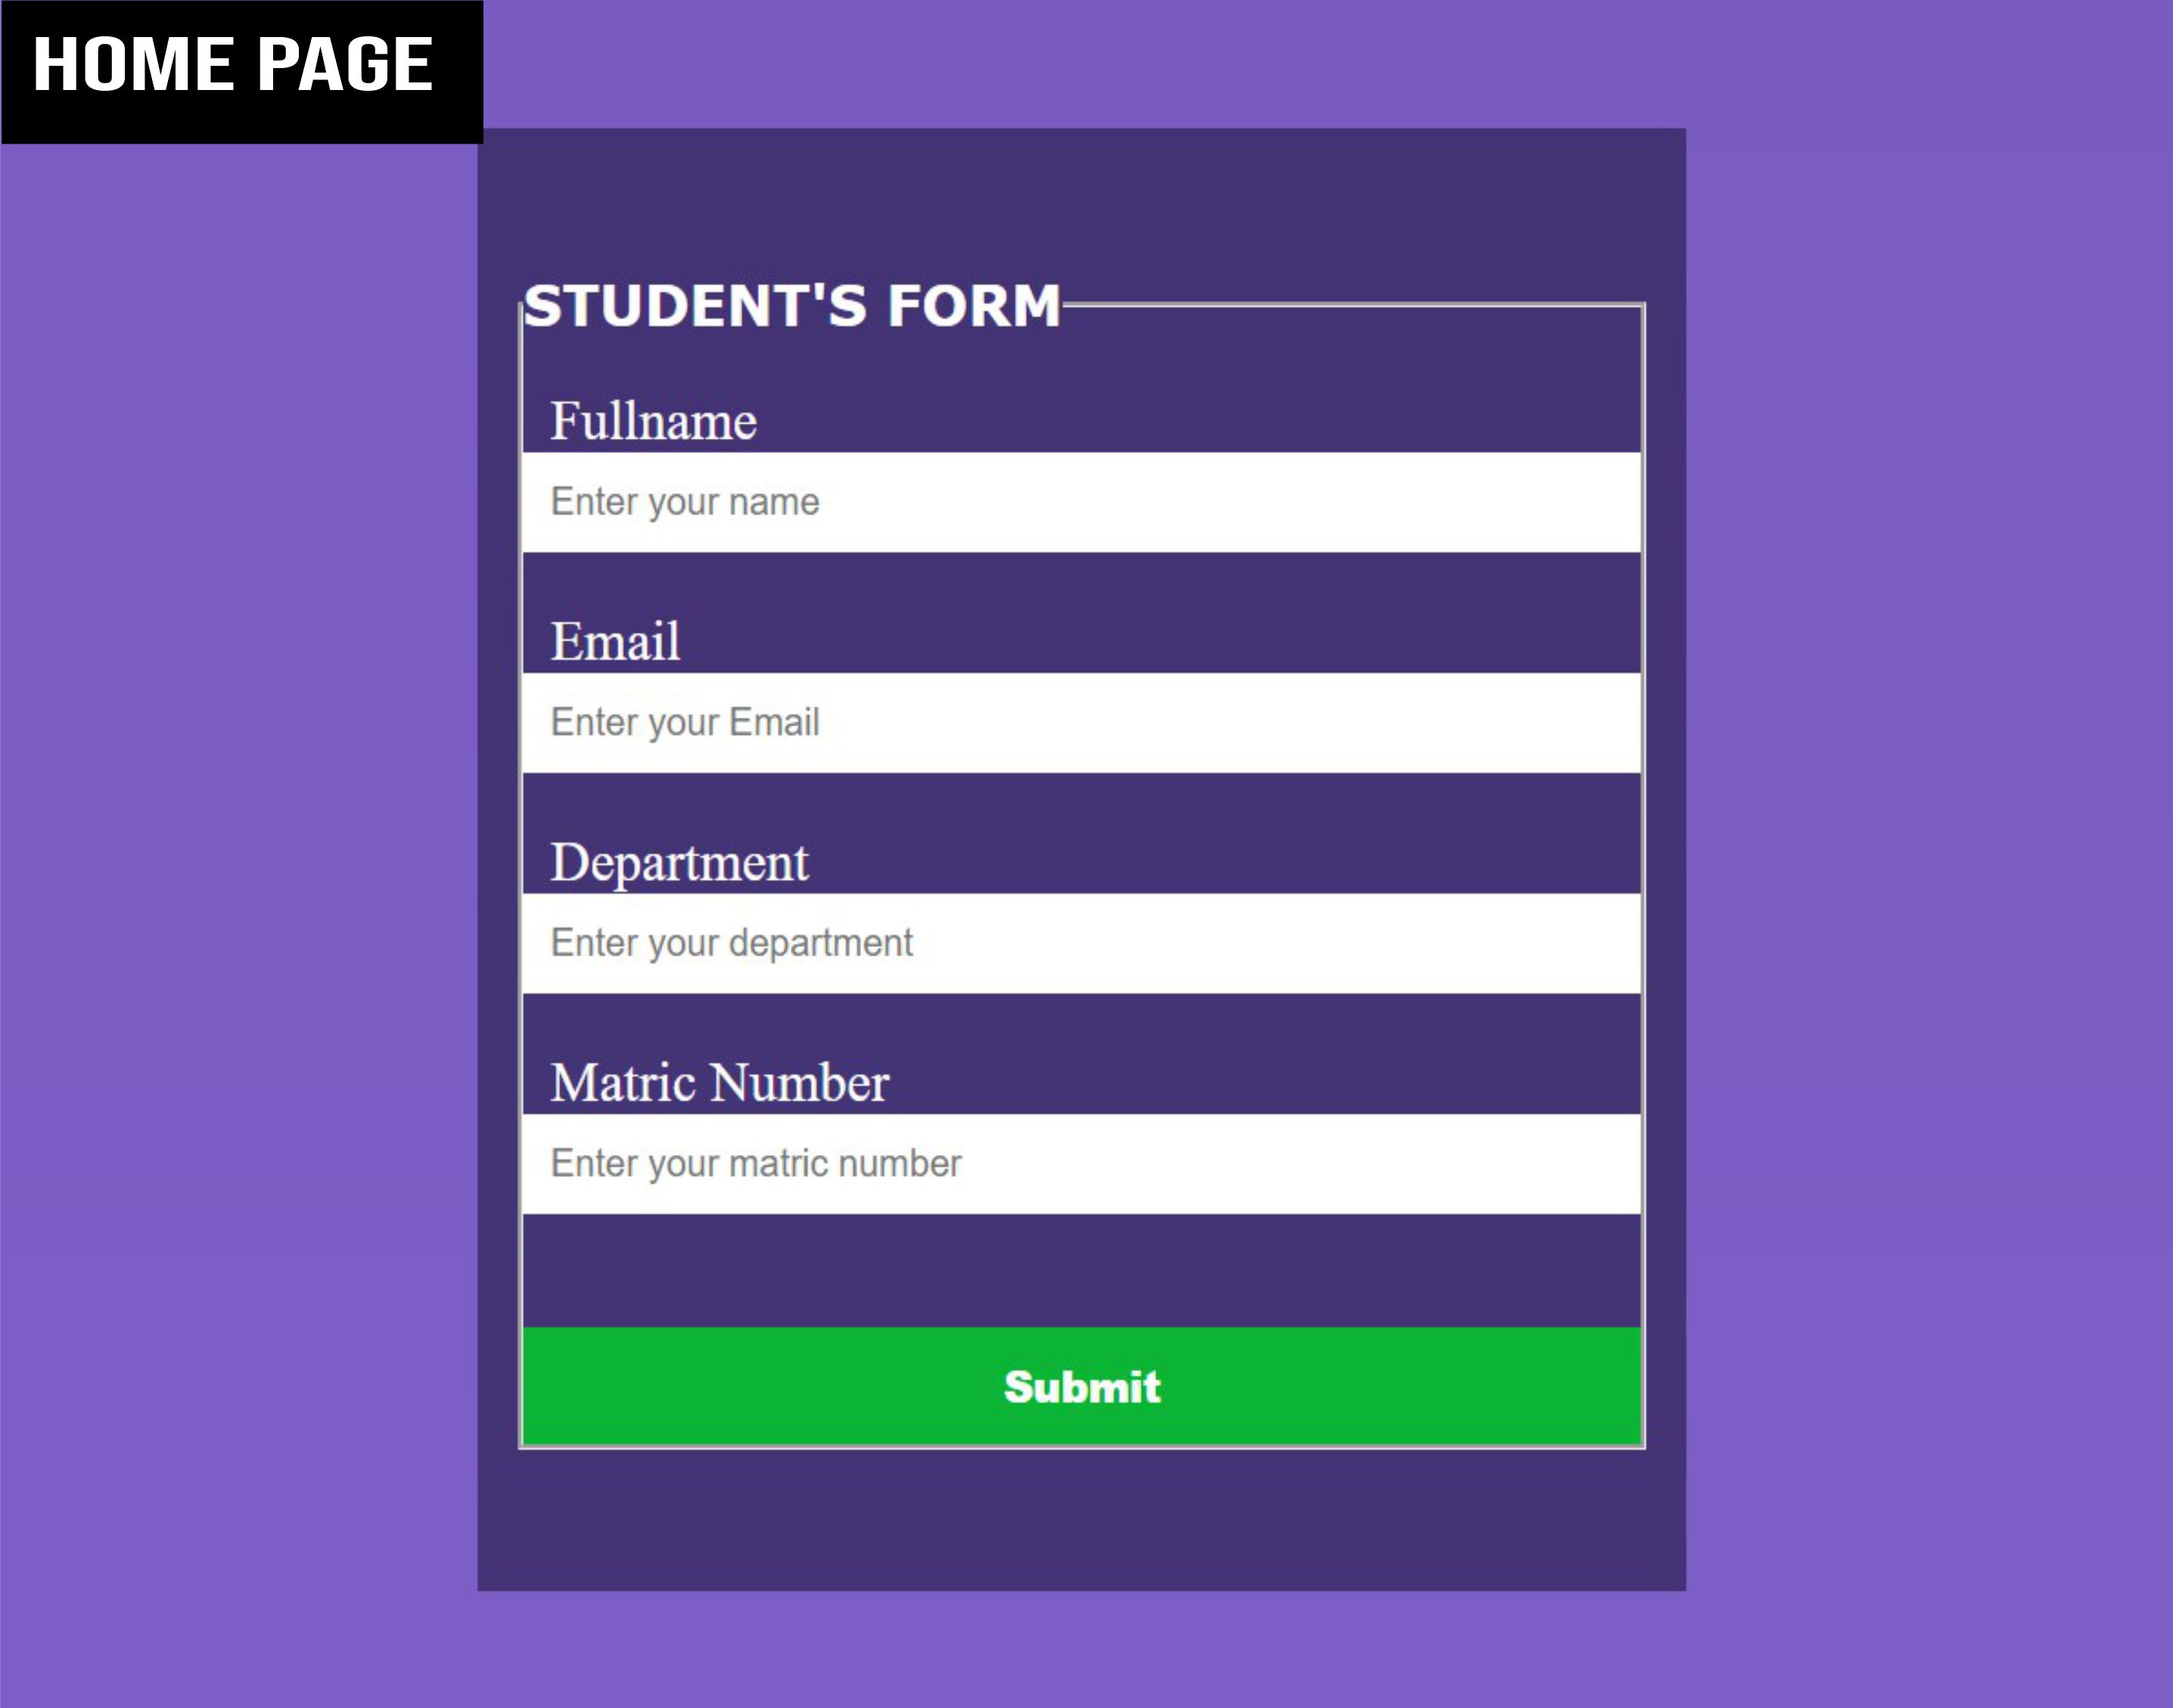 HOME PAGE
STUDENT'S FORM
Fullname
Enter your name
Email
Enter your Email
Department
Enter your department
Matric Number
Enter your matric number
Submit